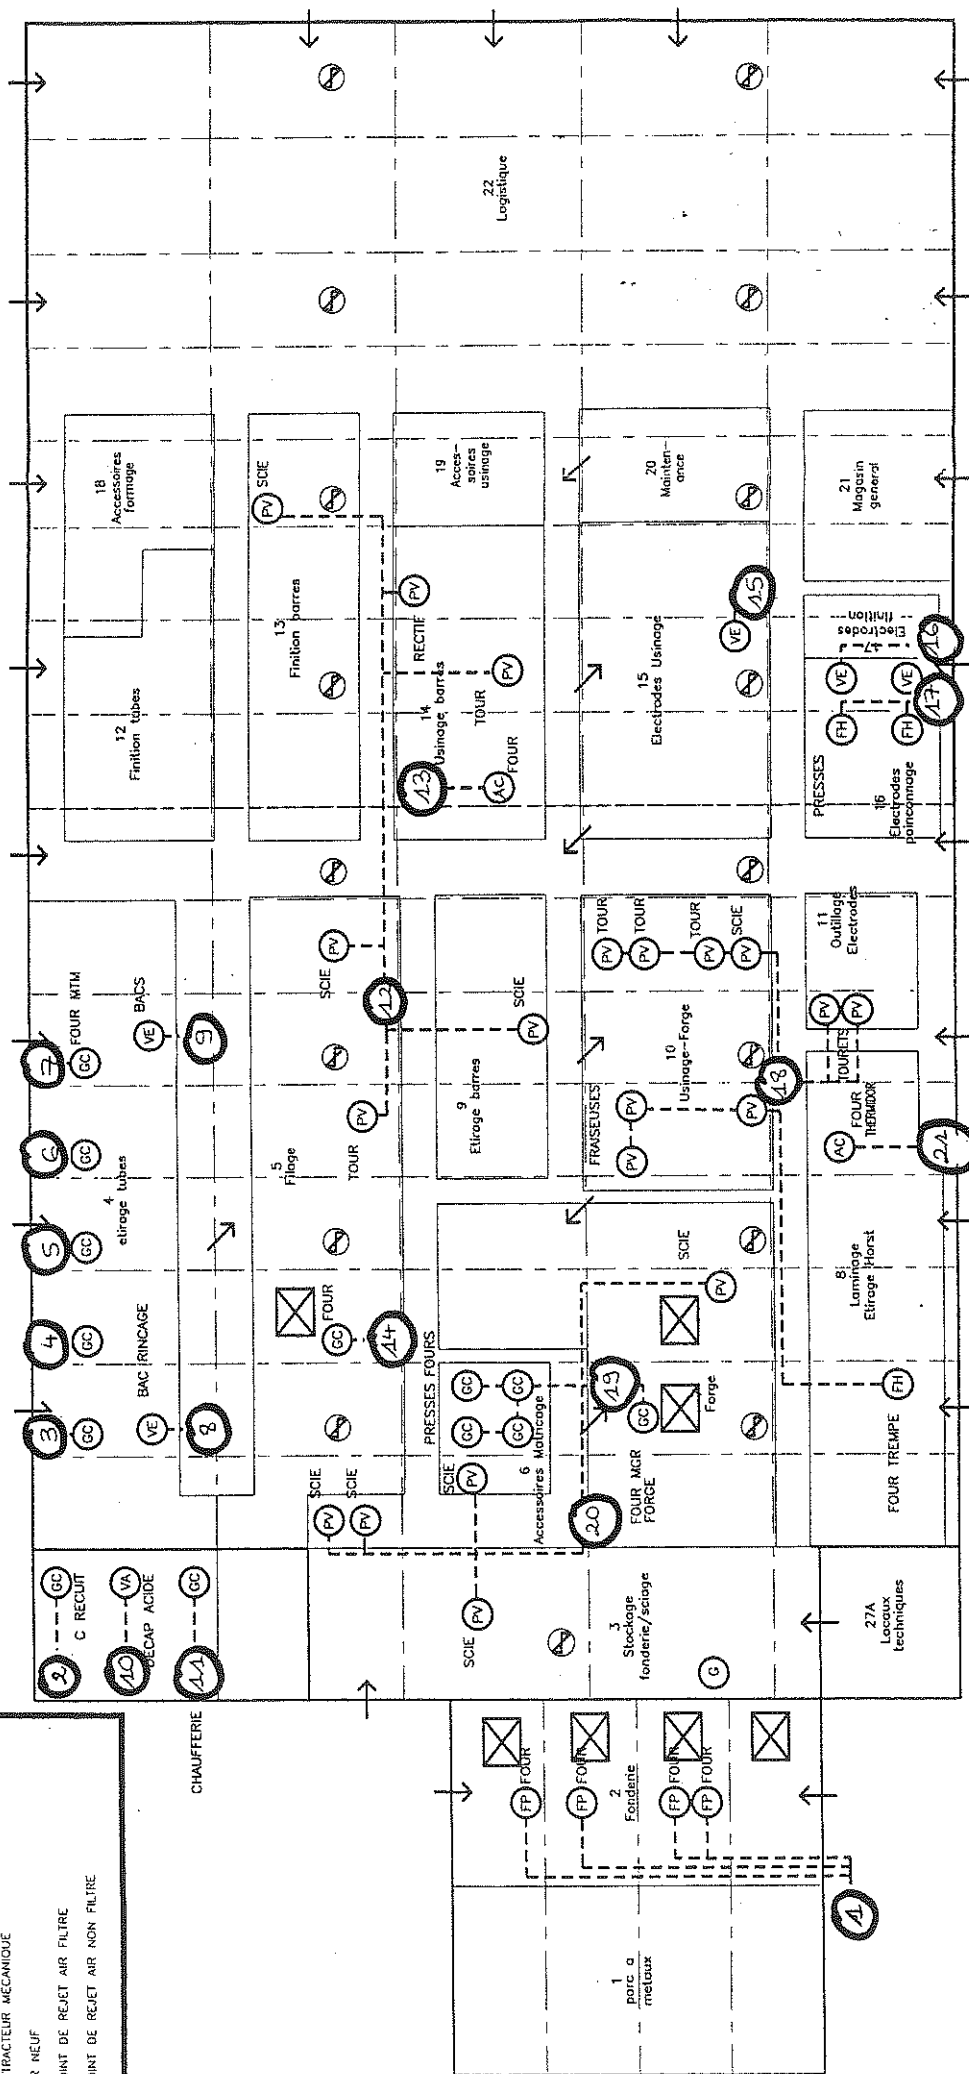 22
Logistique
18
Accessoires
formage
SCIE
PV
19
Acces-
soires
usinage
20
Mainten-
ance
21
Magasin
general
12
Finition tubes
13
Finition barres
PV
RECTIE
14
Usinage barres
TOUR
PV
13
AC
FOUR
15
Electrodes Usinage
VE
15
17
Electrodes
finition
16
VE
VE
17
FH
FH
PRESSES
16
Electrodes
poinconnage
7
GC
FOUR MTM
VE
BACS
9
6
GC
4
etirage tubes
5
GC
4
GC
3
GC
BAC RINCAGE
VE
8
SCIE
PV
12
TOUR
PV
5
Filage
FOUR
GC
14
SCIE
PV
9
Etirage barres
PV
TOUR
PV
TOUR
PV
TOUR
PV
SCIE
10
Usinage-Forge
FRAISEUSES
PV
PV
PV
18
11
Outillage
Electrodes
PV
PV
TOURETS
AC
FOUR
THERMIDOR
21
8
Laminage
Etirage Horst
FH
FOUR TREMPE
SCIE
PV
PRESSES FOURS
GC
GC
GC
GC
6
Accessoires Matricage
SCIE
PV
19
GC
FOUR MGR
FORGE
Forge
20
SCIE
PV
SCIE
PV
2
GC
C RECUIT
10
VA
DECAP ACIDE
11
GC
CHAUFFERIE
SCIE
PV
3
Stockage
fonderie/sciage
G
27A
Locaux
techniques
FP
FOUR
FP
FOUR
FP
FOUR
FP
FOUR
2
Fonderie
1
1
parc a
metaux
TRACTEUR MECANIQUE
R NEUF
INT DE REJET AIR FILTRE
INT DE REJET AIR NON FILTRE